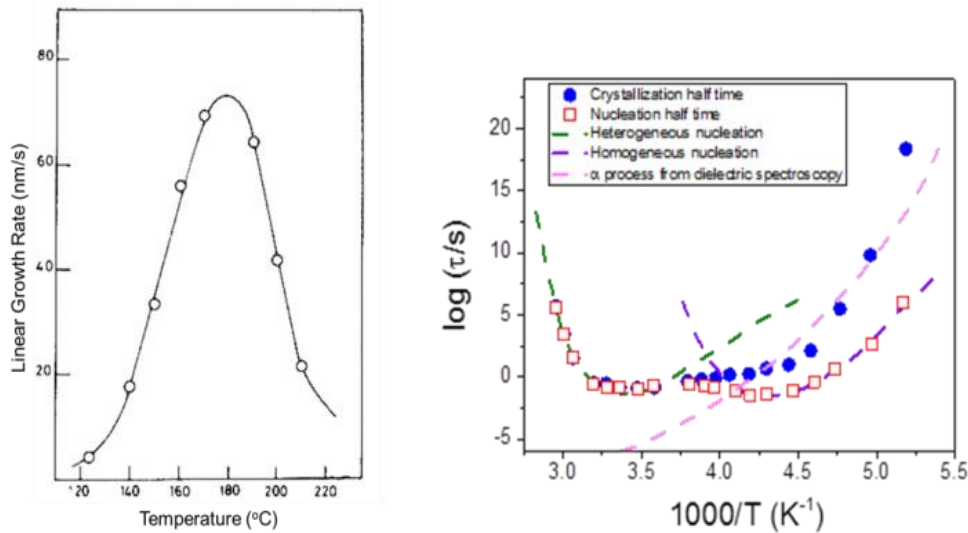 80
60
40
20
Linear Growth Rate (nm/s)
120 140 160 180 200 220
Temperature (°C)
Crystallization half time
Nucleation half time
Heterogeneous nucleation
Homogeneous nucleation
α process from dielectric spectroscopy
20
15
10
5
0
-5
log (τ/s)
3.0 3.5 4.0 4.5 5.0 5.5
1000/T (K⁻¹)